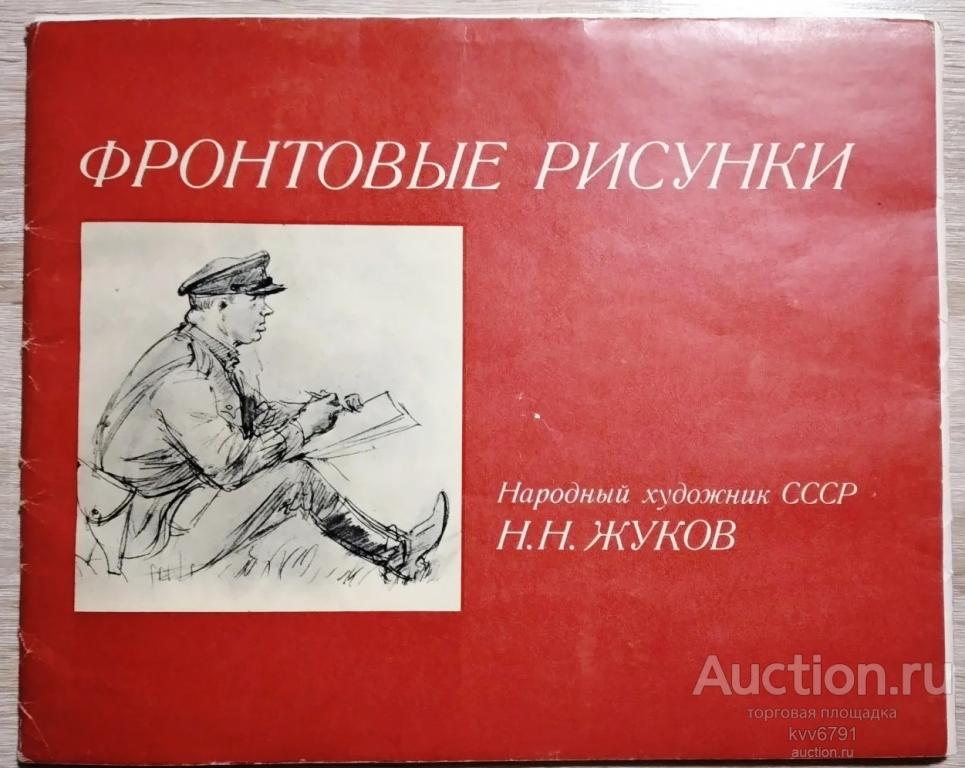 ФРОНТОВЫЕ РИСУНКИ
Народный художник СССР
Н.Н. ЖУКОВ
Auction.ru
торговая площадка
kvv6791
auction.ru